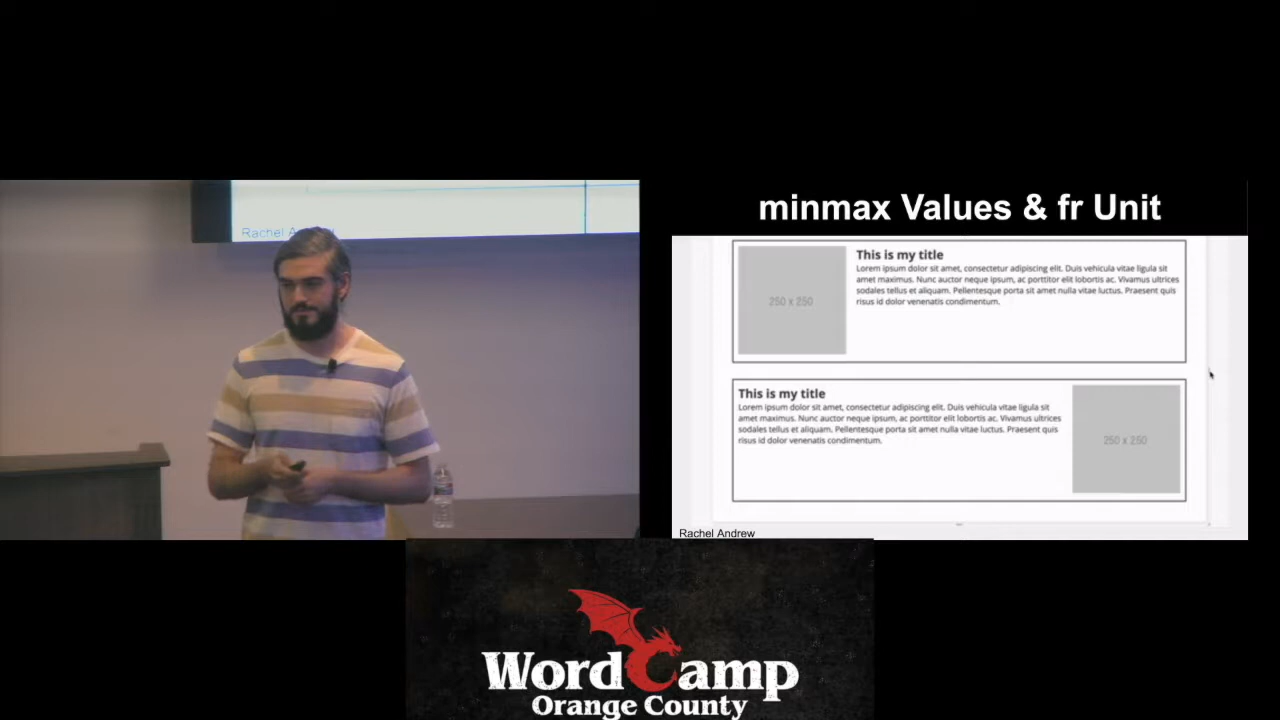 Rachel A
minmax Values & fr Unit
250 x 250
This is my title
Lorem ipsum dolor sit amet, consectetur adipiscing elit. Duis vehicula vitae ligula sit
amet maximus. Nunc auctor neque ipsum, ac porttitor elit lobortis ac. Vivamus ultrices
sodales tellus et aliquam. Pellentesque porta sit amet nulla vitae luctus. Praesent quis
risus id dolor venenatis condimentum.
This is my title
Lorem ipsum dolor sit amet, consectetur adipiscing elit. Duis vehicula vitae ligula sit
amet maximus. Nunc auctor neque ipsum, ac porttitor elit lobortis ac. Vivamus ultrices
sodales tellus et aliquam. Pellentesque porta sit amet nulla vitae luctus. Praesent quis
risus id dolor venenatis condimentum.
250 x 250
Rachel Andrew
WordCamp
Orange County